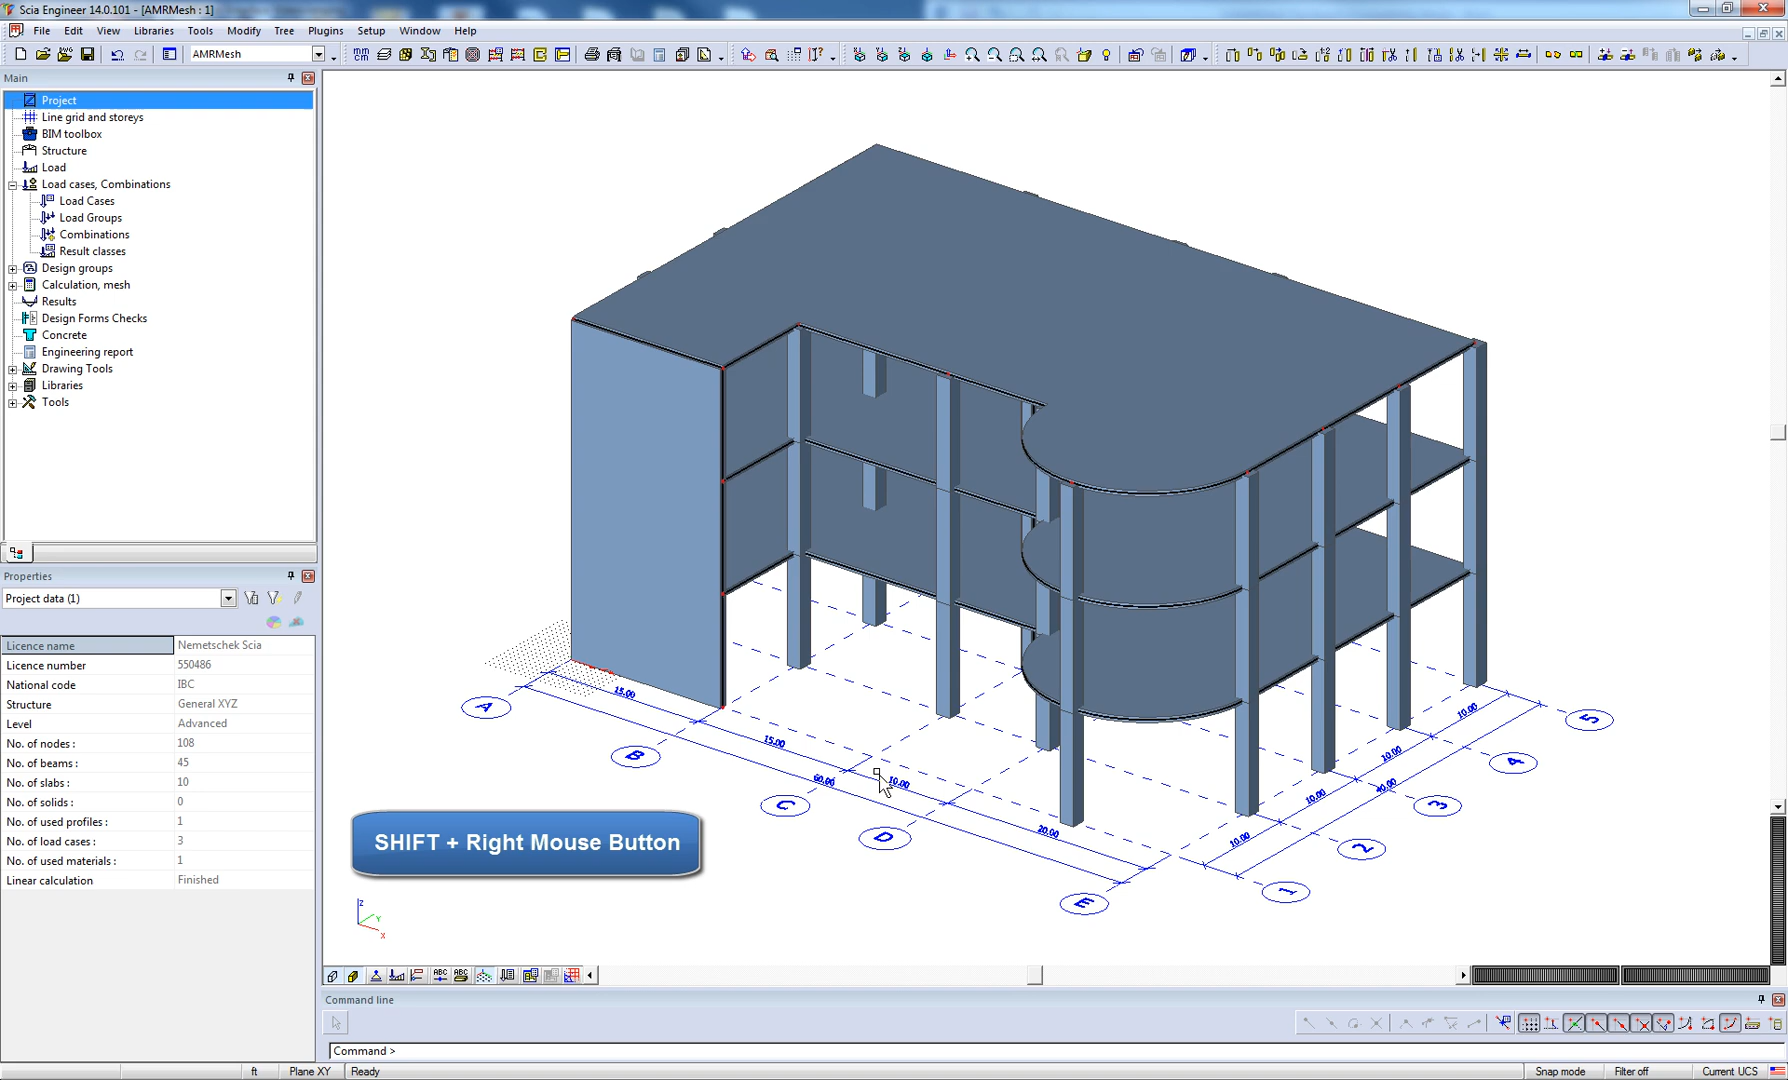 Scia Engineer 14.0.101 - [AMRMesh : 1]
File Edit View Libraries Tools Modify Tree Plugins Setup Window Help
AMRMesh
Main
Project
Line grid and storeys
BIM toolbox
Structure
Load
Load cases, Combinations
Load Cases
Load Groups
Combinations
Result classes
Design groups
Calculation, mesh
Results
Design Forms Checks
Concrete
Engineering report
Drawing Tools
Libraries
Tools
Properties
Project data (1)
Licence name Nemetschek Scia
Licence number 550486
National code IBC
Structure General XYZ
Level Advanced
No. of nodes : 108
No. of beams : 45
No. of slabs : 10
No. of solids : 0
No. of used profiles : 1
No. of load cases : 3
No. of used materials : 1
Linear calculation Finished
A
B
C
D
E
1
2
3
4
5
15.00
15.00
10.00
20.00
60.00
10.00
10.00
10.00
10.00
40.00
SHIFT + Right Mouse Button
Z
Y
X
Command line
Command >
ft Plane XY Ready Snap mode Filter off Current UCS